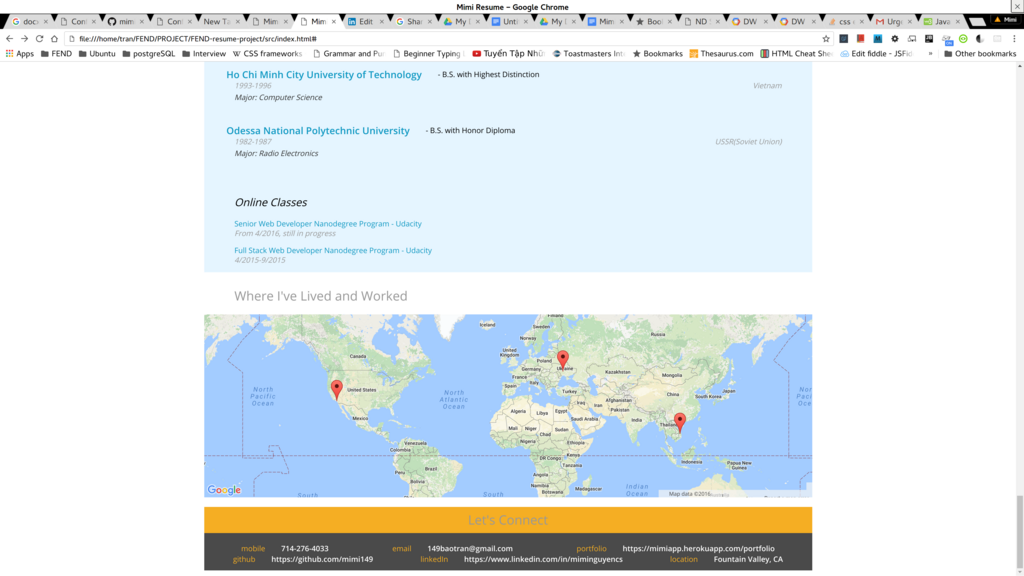 Mimi Resume - Google Chrome
docs
Con
mim
Con
New Ta
Mim
Mim
Edit
Sha
My
Unti
My
Mim
Boo
ND
DW
DW
css
Urg
Java
Mimi
file:///home/tran/FEND/PROJECT/FEND-resume-project/src/index.html#
Apps FEND Ubuntu postgreSQL Interview CSS frameworks Grammar and Pu Beginner Typing Tuyển Tập Nhữ Toastmasters Int Bookmarks Thesaurus.com HTML Cheat She Edit fiddle - JSFid » Other bookmarks
Ho Chi Minh City University of Technology - B.S. with Highest Distinction
1993-1996 Vietnam
Major: Computer Science
Odessa National Polytechnic University - B.S. with Honor Diploma
1982-1987 USSR(Soviet Union)
Major: Radio Electronics
Online Classes
Senior Web Developer Nanodegree Program - Udacity
From 4/2016, still in progress
Full Stack Web Developer Nanodegree Program - Udacity
4/2015-9/2015
Where I've Lived and Worked
Iceland
Sweden
Norway
Russia
Canada
United Kingdom
Poland
Germany
Ukraine
France
Kazakhstan
Mongolia
Spain
Italy
Turkey
North Pacific Ocean
United States
North Atlantic Ocean
China
South Korea
Japan
Iraq
Iran
Afghanistan
Pakistan
Algeria
Libya
Egypt
Saudi Arabia
India
Mexico
Mali
Niger
Sudan
Chad
Thailand
Nigeria
Ethiopia
Venezuela
Colombia
DR Congo
Kenya
Tanzania
Indonesia
Papua New Guinea
Peru
Brazil
Bolivia
Angola
Namibia
Botswana
Madagascar
Indian Ocean
South
South
Google
Map data ©2016
Let's Connect
mobile 714-276-4033 email 149baotran@gmail.com portfolio https://mimiapp.herokuapp.com/portfolio
github https://github.com/mimi149 linkedin https://www.linkedin.com/in/miminguyencs location Fountain Valley, CA